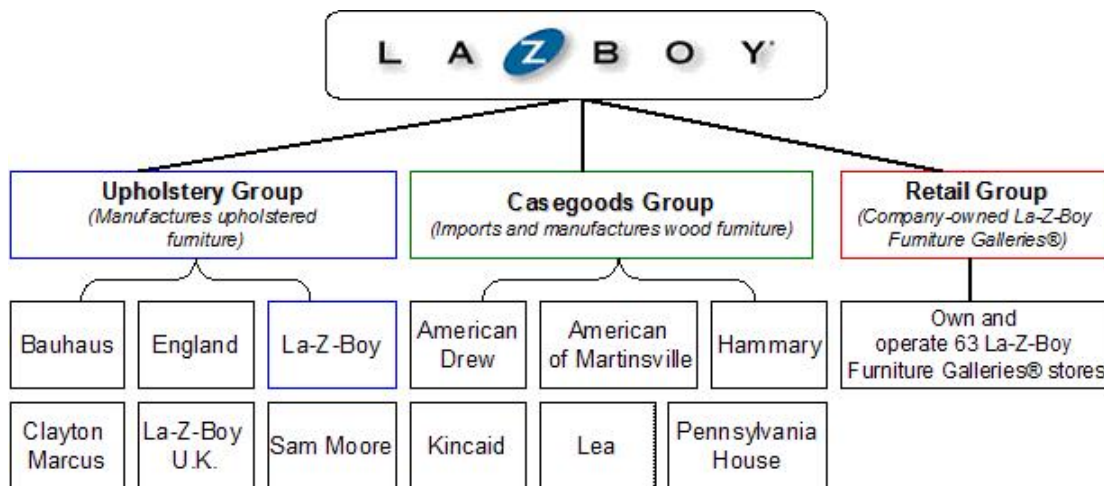 L A Z B O Y®
Upholstery Group
(Manufactures upholstered
furniture)
Casegoods Group
(Imports and manufactures wood furniture)
Retail Group
(Company-owned La-Z-Boy
Furniture Galleries®)
Bauhaus
England
La-Z-Boy
American
Drew
American
of Martinsville
Hammary
Own and
operate 63 La-Z-Boy
Furniture Galleries® stores
Clayton
Marcus
La-Z-Boy
U.K.
Sam Moore
Kincaid
Lea
Pennsylvania
House